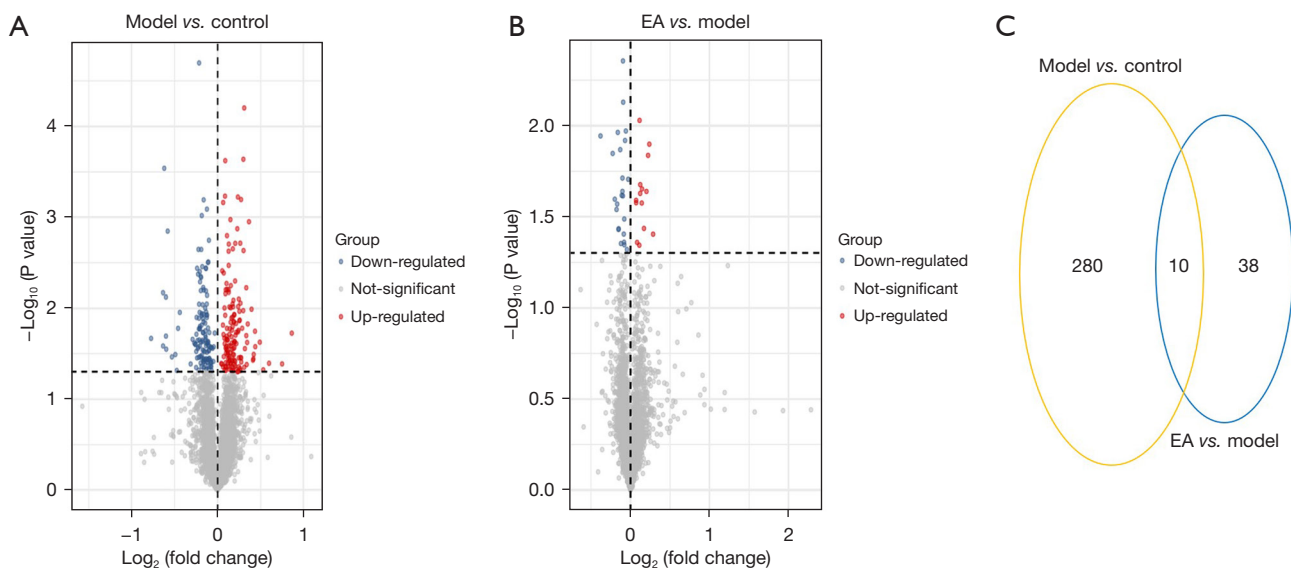 A
Model vs. control
−Log10 (P value)
4
3
2
1
0
−1
0
1
Log2 (fold change)
Group
Down-regulated
Not-significant
Up-regulated
B
EA vs. model
−Log10 (P value)
2.0
1.5
1.0
0.5
0.0
0
1
2
Log2 (fold change)
Group
Down-regulated
Not-significant
Up-regulated
C
Model vs. control
280
10
38
EA vs. model